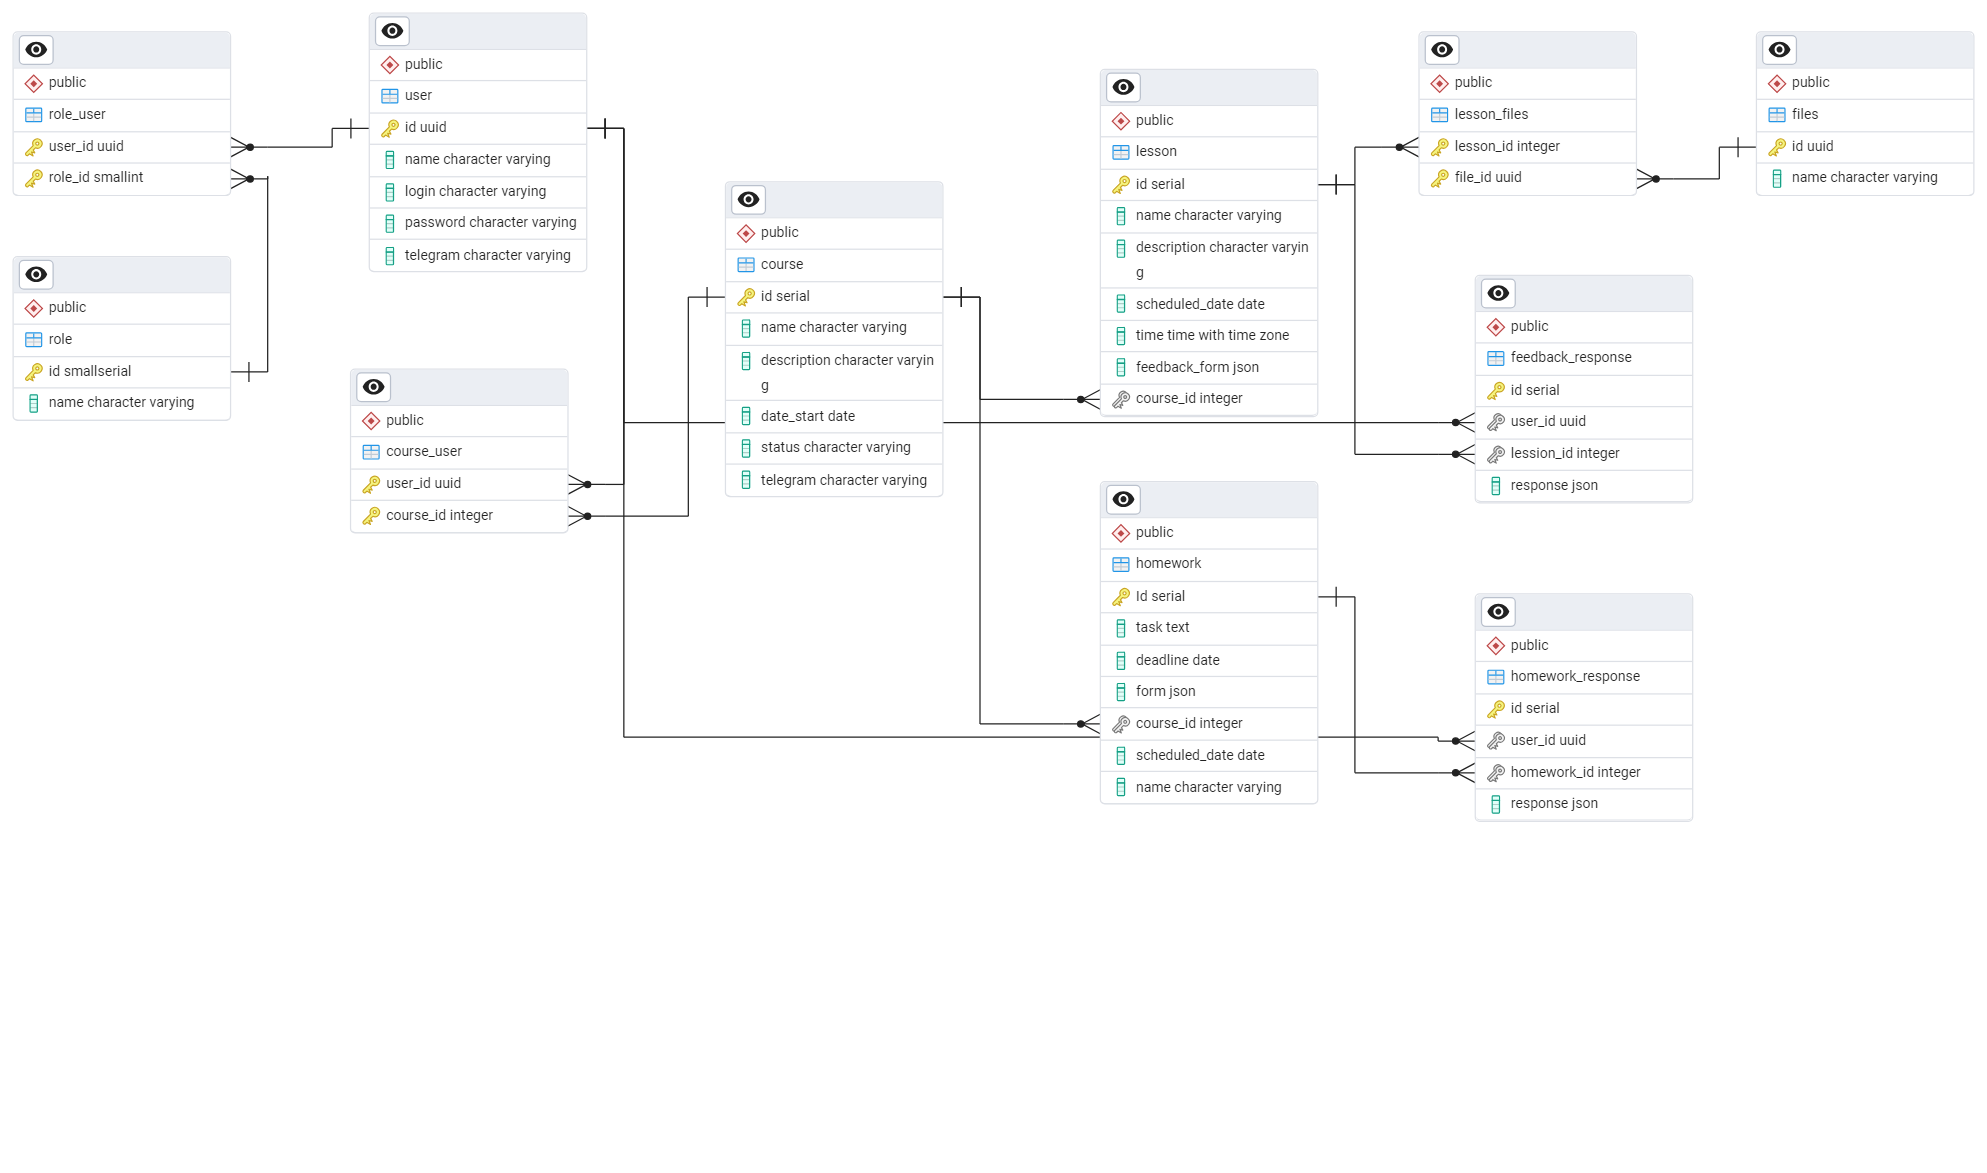 public
role_user
user_id uuid
role_id smallint
public
role
id smallserial
name character varying
public
user
id uuid
name character varying
login character varying
password character varying
telegram character varying
public
course_user
user_id uuid
course_id integer
public
course
id serial
name character varying
description character varyin
g
date_start date
status character varying
telegram character varying
public
lesson
id serial
name character varying
description character varyin
g
scheduled_date date
time time with time zone
feedback_form json
course_id integer
public
homework
Id serial
task text
deadline date
form json
course_id integer
scheduled_date date
name character varying
public
lesson_files
lesson_id integer
file_id uuid
public
files
id uuid
name character varying
public
feedback_response
id serial
user_id uuid
lession_id integer
response json
public
homework_response
id serial
user_id uuid
homework_id integer
response json